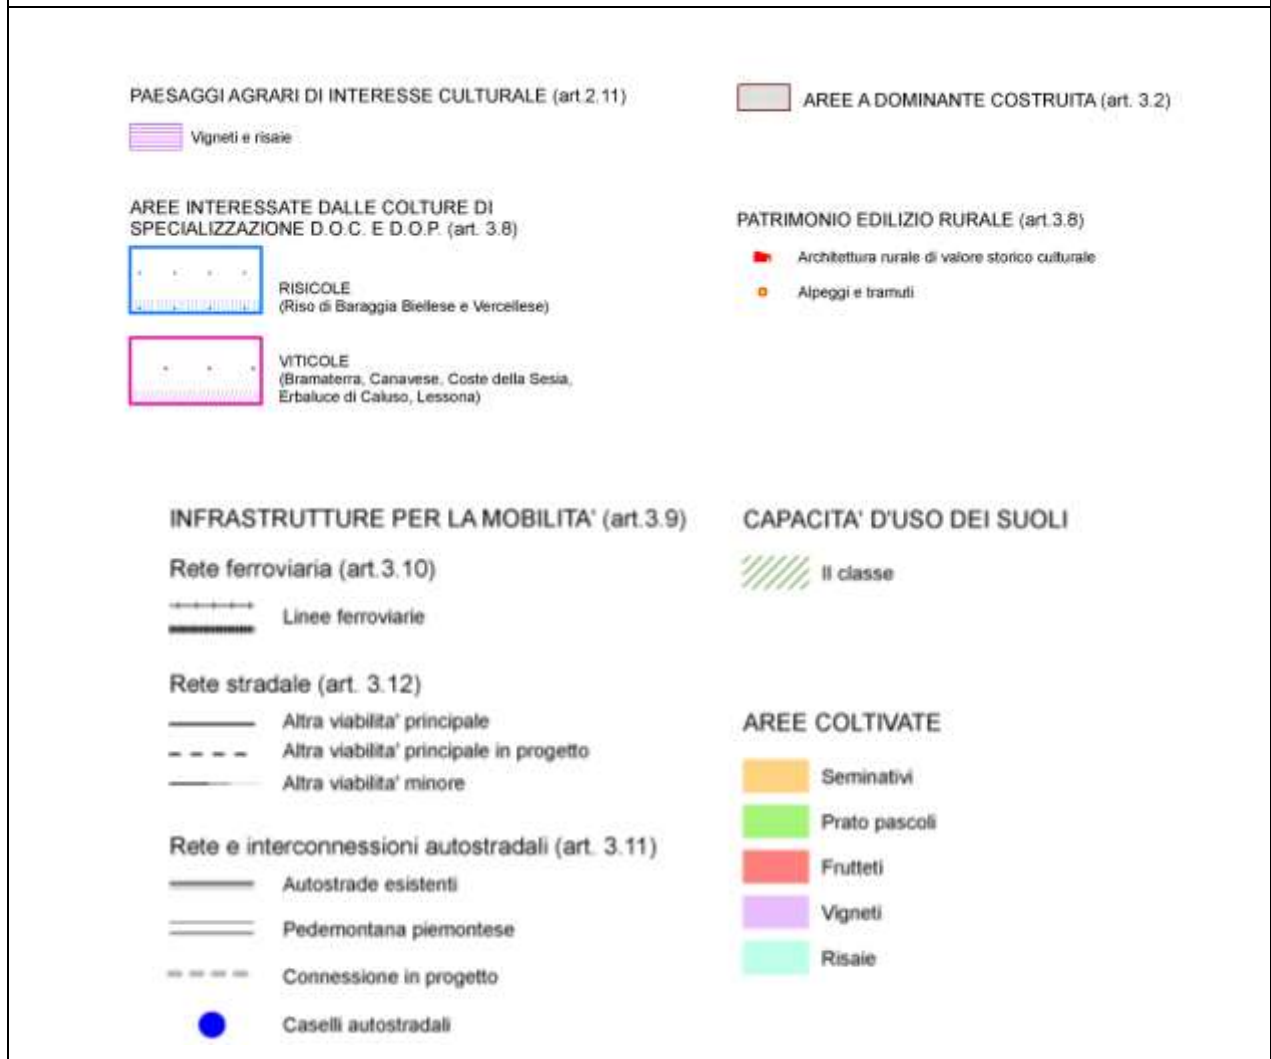 PAESAGGI AGRARI DI INTERESSE CULTURALE (art.2.11)
Vigneti e risaie
AREE INTERESSATE DALLE COLTURE DI
SPECIALIZZAZIONE D.O.C. E D.O.P. (art. 3.8)
RISICOLE
(Riso di Baraggia Biellese e Vercellese)
VITICOLE
(Bramaterra, Canavese, Coste della Sesia,
Erbaluce di Caluso, Lessona)
AREE A DOMINANTE COSTRUITA (art. 3.2)
PATRIMONIO EDILIZIO RURALE (art.3.8)
Architettura rurale di valore storico culturale
Alpeggi e tramuti
INFRASTRUTTURE PER LA MOBILITA' (art.3.9)
Rete ferroviaria (art.3.10)
Linee ferroviarie
Rete stradale (art. 3.12)
Altra viabilita' principale
Altra viabilita' principale in progetto
Altra viabilita' minore
Rete e interconnessioni autostradali (art. 3.11)
Autostrade esistenti
Pedemontana piemontese
Connessione in progetto
Caselli autostradali
CAPACITA' D'USO DEI SUOLI
II classe
AREE COLTIVATE
Seminativi
Prato pascoli
Frutteti
Vigneti
Risaie